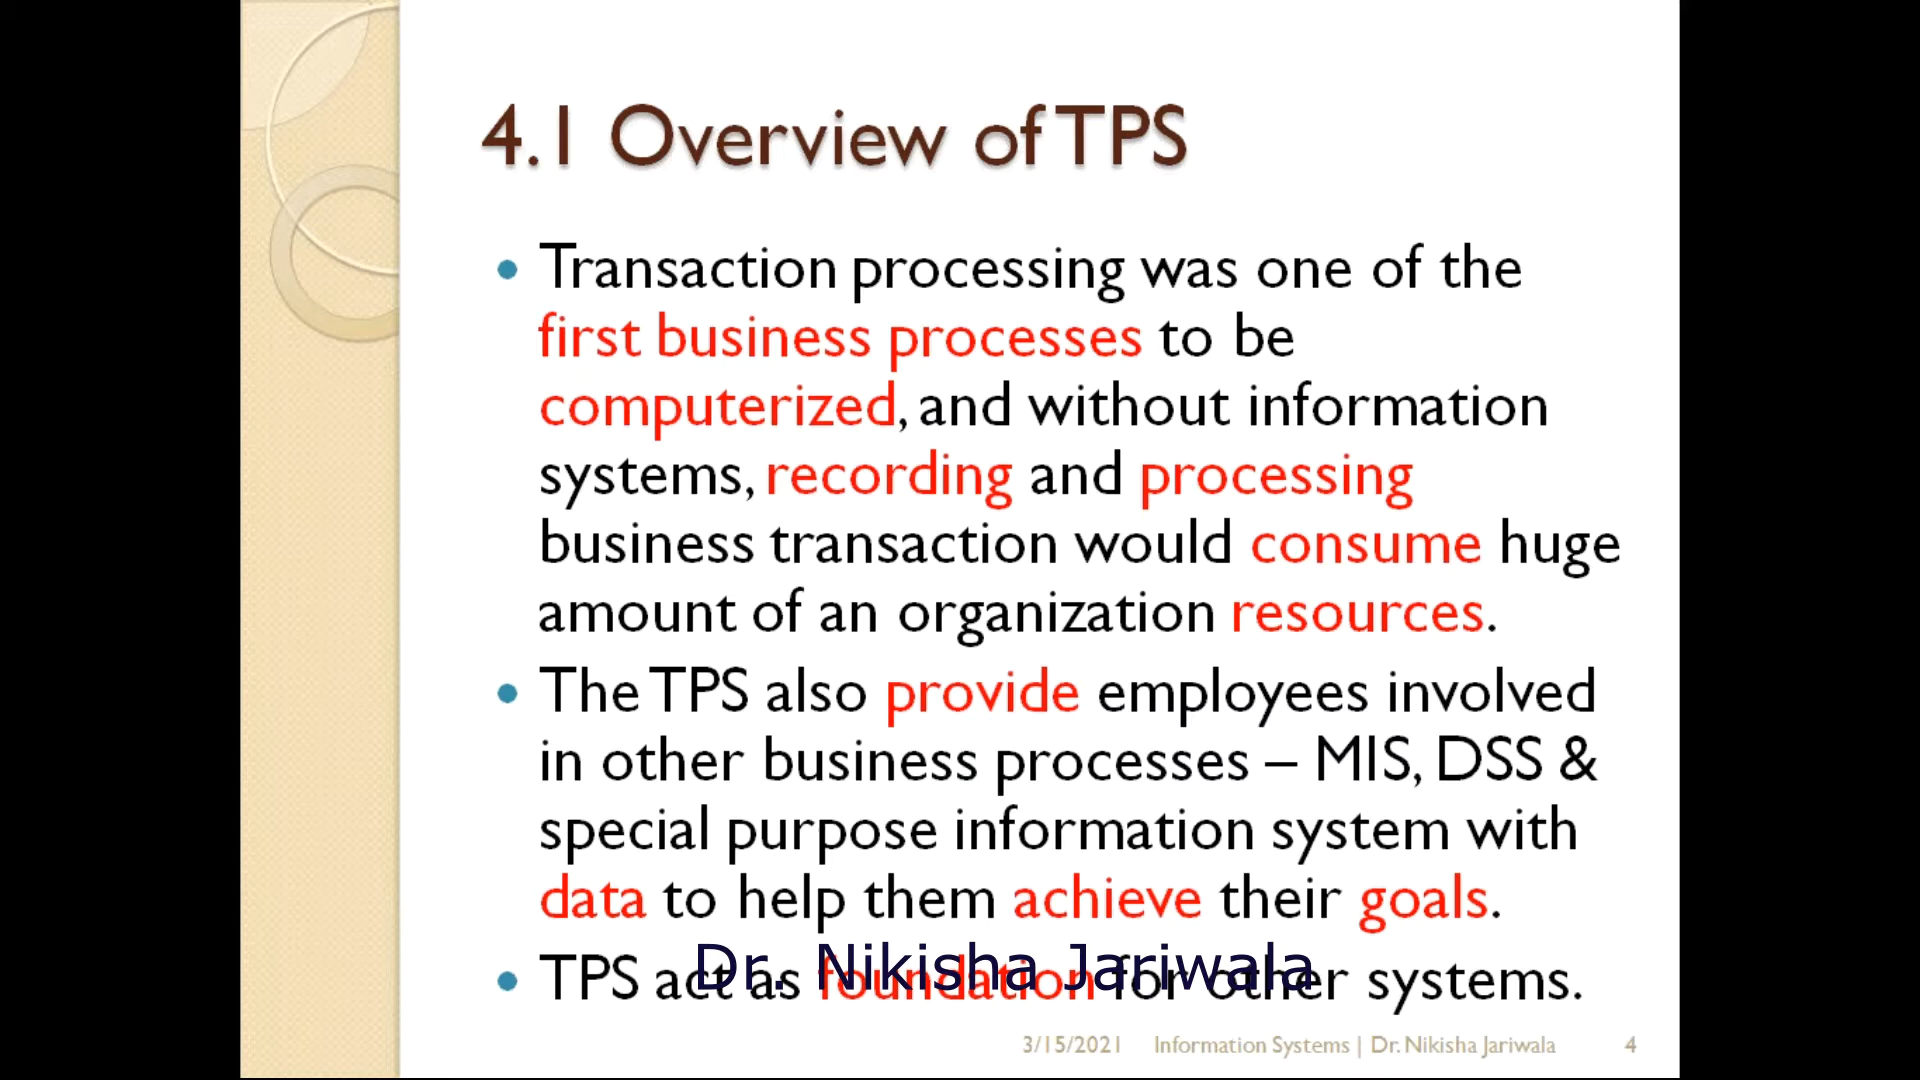 4.1 Overview of TPS
• Transaction processing was one of the
first business processes to be
computerized, and without information
systems, recording and processing
business transaction would consume huge
amount of an organization resources.
• The TPS also provide employees involved
in other business processes – MIS, DSS &
special purpose information system with
data to help them achieve their goals.
• TPS act as foundation for other systems.
Dr. Nikisha Jariwala
3/15/2021 Information Systems | Dr. Nikisha Jariwala 4